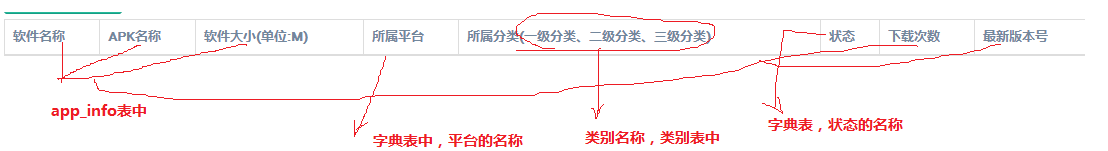 软件名称 APK名称 软件大小(单位:M) 所属平台 所属分类(一级分类、二级分类、三级分类) 状态 下载次数 最新版本号
app_info表中
字典表中，平台的名称
类别名称，类别表中
字典表，状态的名称